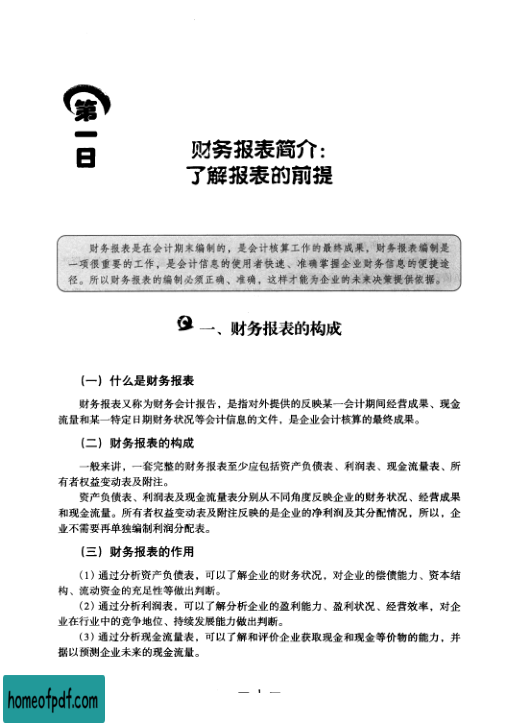 第一日
财务报表简介：
了解报表的前提
财务报表是在会计期末编制的，是会计核算工作的最终成果，财务报表编制是
一项很重要的工作，是会计信息的使用者快速、准确掌握企业财务信息的便捷途
径。所以财务报表的编制必须正确、准确，这样才能为企业的未来决策提供依据。
一、财务报表的构成
（一）什么是财务报表
财务报表又称为财务会计报告，是指对外提供的反映某一会计期间经营成果、现金
流量和某一特定日期财务状况等会计信息的文件，是企业会计核算的最终成果。
（二）财务报表的构成
一般来讲，一套完整的财务报表至少应包括资产负债表、利润表、现金流量表、所
有者权益变动表及附注。
资产负债表、利润表及现金流量表分别从不同角度反映企业的财务状况、经营成果
和现金流量。所有者权益变动表及附注反映的是企业的净利润及其分配情况，所以，企
业不需要再单独编制利润分配表。
（三）财务报表的作用
（1）通过分析资产负债表，可以了解企业的财务状况，对企业的偿债能力、资本结
构、流动资金的充足性等做出判断。
（2）通过分析利润表，可以了解分析企业的盈利能力、盈利状况、经营效率，对企
业在行业中的竞争地位、持续发展能力做出判断。
（3）通过分析现金流量表，可以了解和评价企业获取现金和现金等价物的能力，并
据以预测企业未来的现金流量。
— 1 —
homeofpdf.com